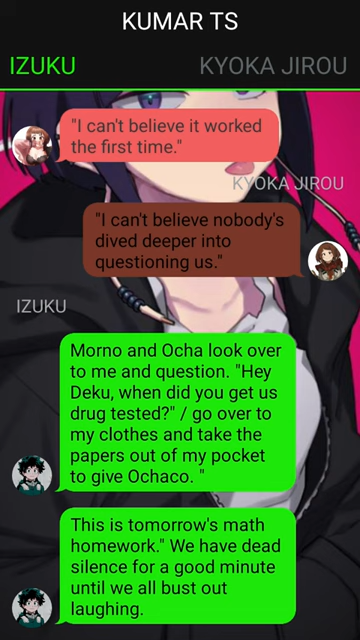 KUMAR TS
IZUKU
KYOKA JIROU
"I can't believe it worked
the first time."
KYOKA JIROU
"I can't believe nobody's
dived deeper into
questioning us."
IZUKU
Morno and Ocha look over
to me and question. "Hey
Deku, when did you get us
drug tested?" / go over to
my clothes and take the
papers out of my pocket
to give Ochaco. "
This is tomorrow's math
homework." We have dead
silence for a good minute
until we all bust out
laughing.